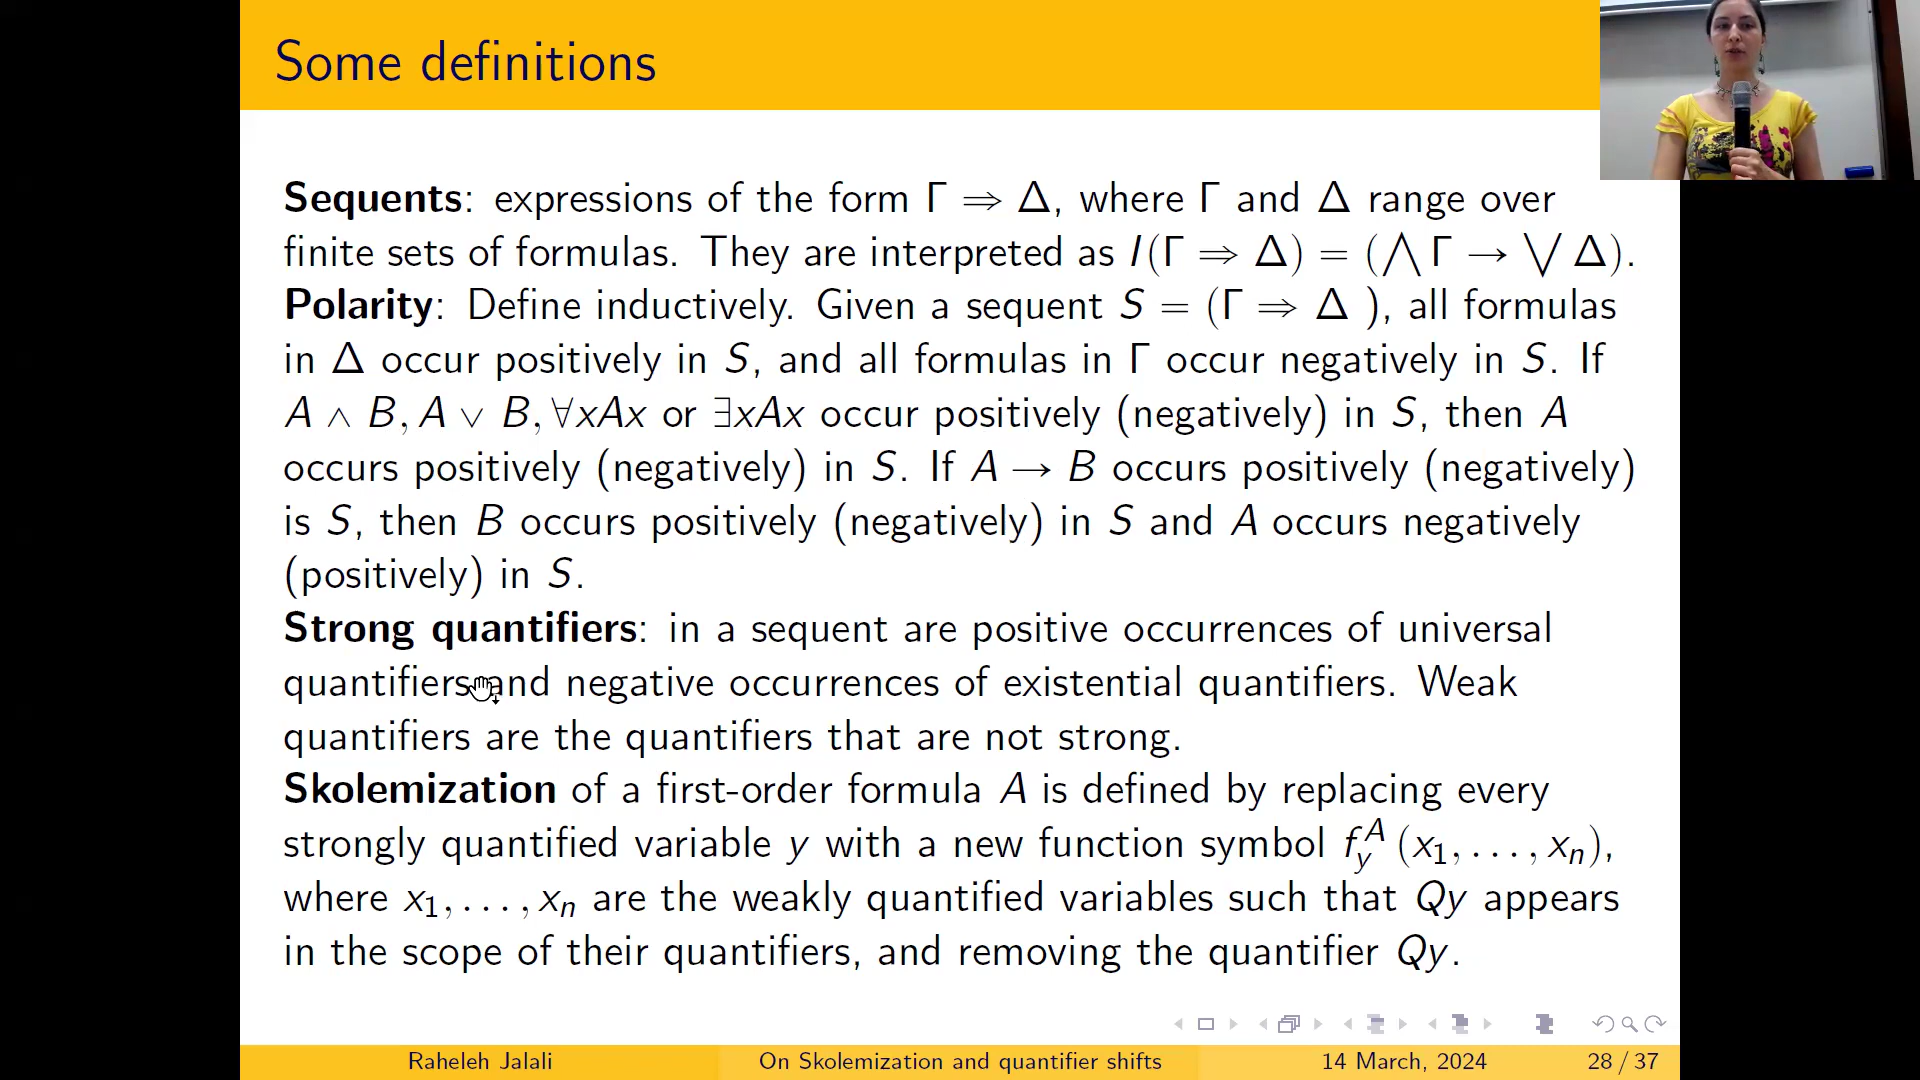 Some definitions
Sequents: expressions of the form Γ ⇒ Δ, where Γ and Δ range over
finite sets of formulas. They are interpreted as I(Γ ⇒ Δ) = (⋀ Γ → ⋁ Δ).
Polarity: Define inductively. Given a sequent S = (Γ ⇒ Δ ), all formulas
in Δ occur positively in S, and all formulas in Γ occur negatively in S. If
A ∧ B, A ∨ B, ∀xAx or ∃xAx occur positively (negatively) in S, then A
occurs positively (negatively) in S. If A → B occurs positively (negatively)
is S, then B occurs positively (negatively) in S and A occurs negatively
(positively) in S.
Strong quantifiers: in a sequent are positive occurrences of universal
quantifiers and negative occurrences of existential quantifiers. Weak
quantifiers are the quantifiers that are not strong.
Skolemization of a first-order formula A is defined by replacing every
strongly quantified variable y with a new function symbol f_y^A (x₁, . . . , xₙ),
where x₁, . . . , xₙ are the weakly quantified variables such that Qy appears
in the scope of their quantifiers, and removing the quantifier Qy.
Raheleh Jalali On Skolemization and quantifier shifts 14 March, 2024 28 / 37